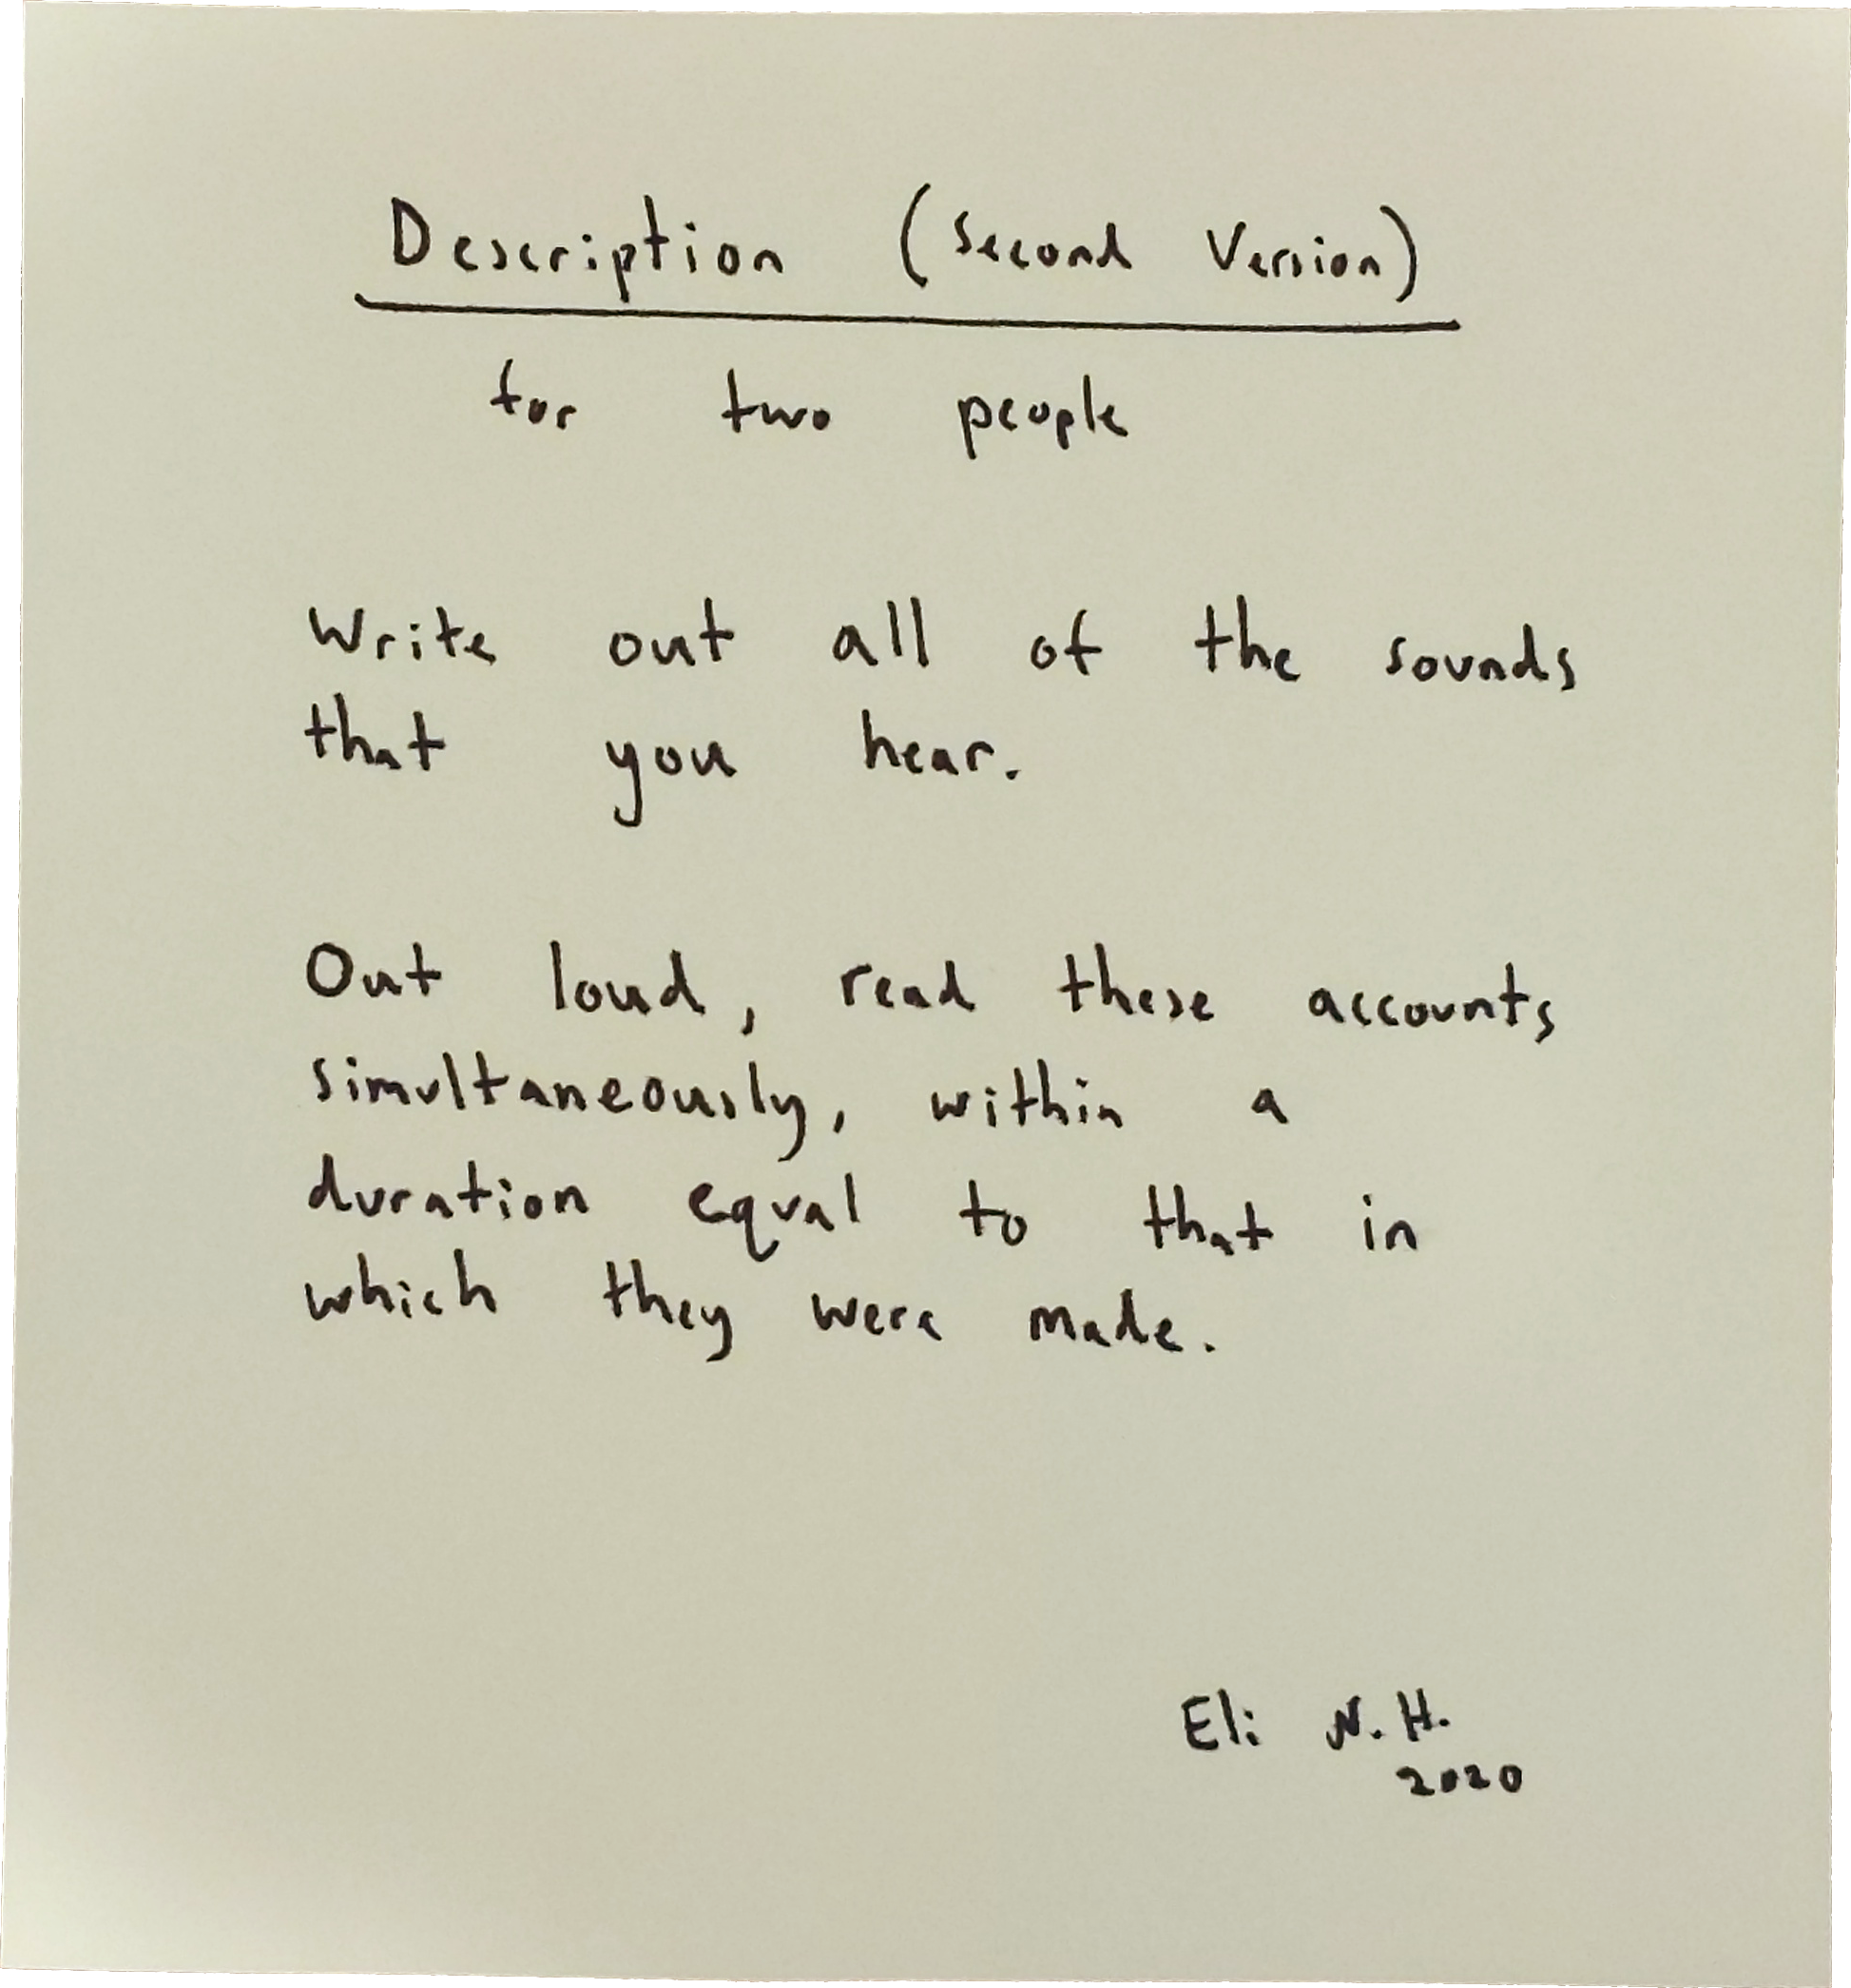 Description (Second Version)
for two people
Write out all of the sounds
that you hear.
Out loud, read these accounts
simultaneously, within a
duration equal to that in
which they were made.
Eli N.H.
2020